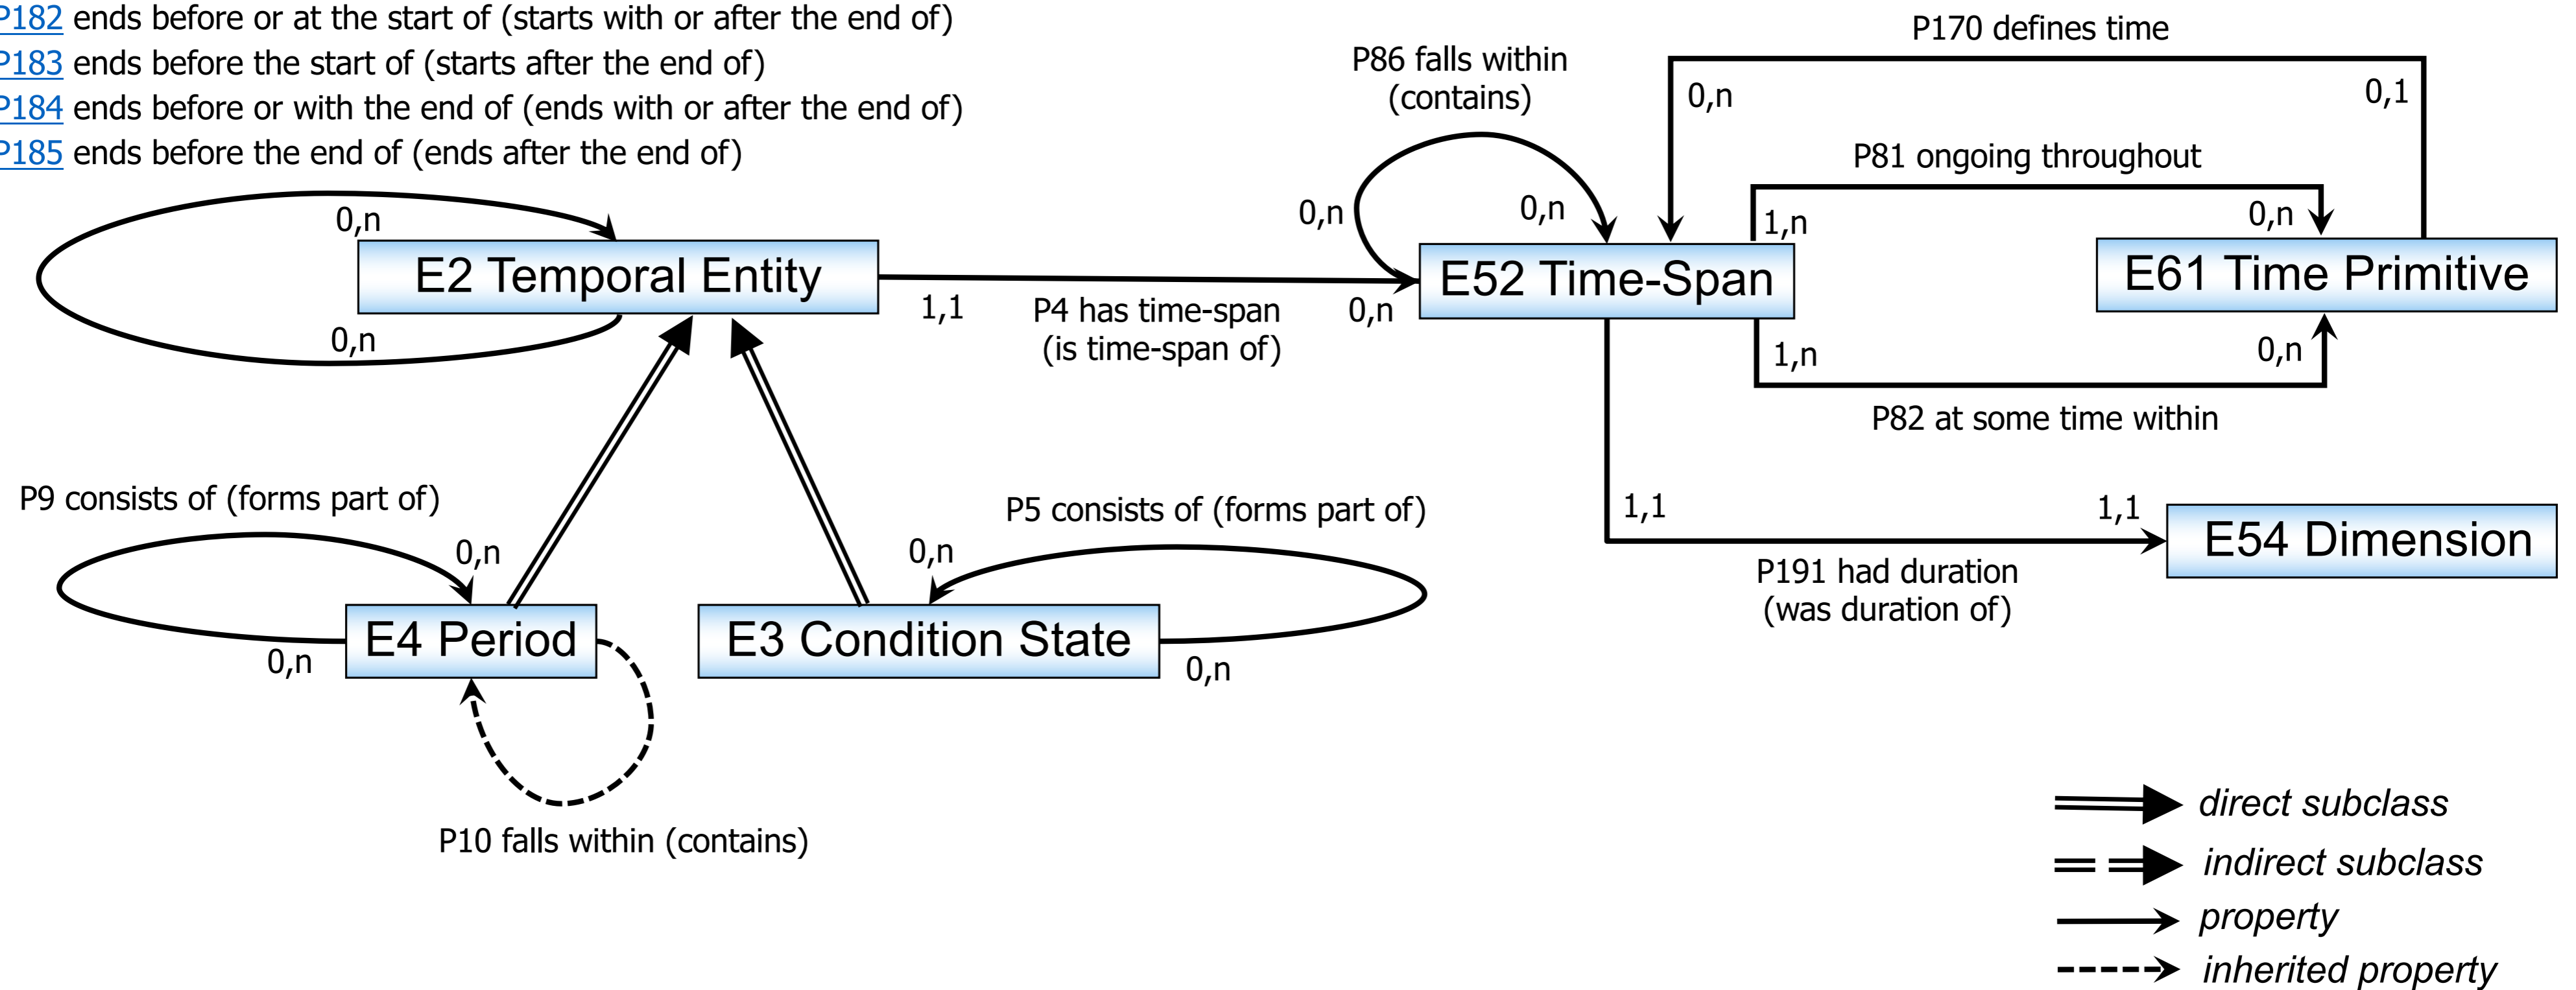 P182 ends before or at the start of (starts with or after the end of)
P183 ends before the start of (starts after the end of)
P184 ends before or with the end of (ends with or after the end of)
P185 ends before the end of (ends after the end of)
P170 defines time
P86 falls within
(contains)
0,n
0,1
P81 ongoing throughout
0,n
0,n
0,n
1,n
0,n
E2 Temporal Entity
E52 Time-Span
E61 Time Primitive
1,1
P4 has time-span
(is time-span of)
0,n
0,n
1,n
0,n
P82 at some time within
P9 consists of (forms part of)
P5 consists of (forms part of)
1,1
1,1
0,n
0,n
E54 Dimension
P191 had duration
(was duration of)
E4 Period
E3 Condition State
0,n
0,n
P10 falls within (contains)
direct subclass
indirect subclass
property
inherited property